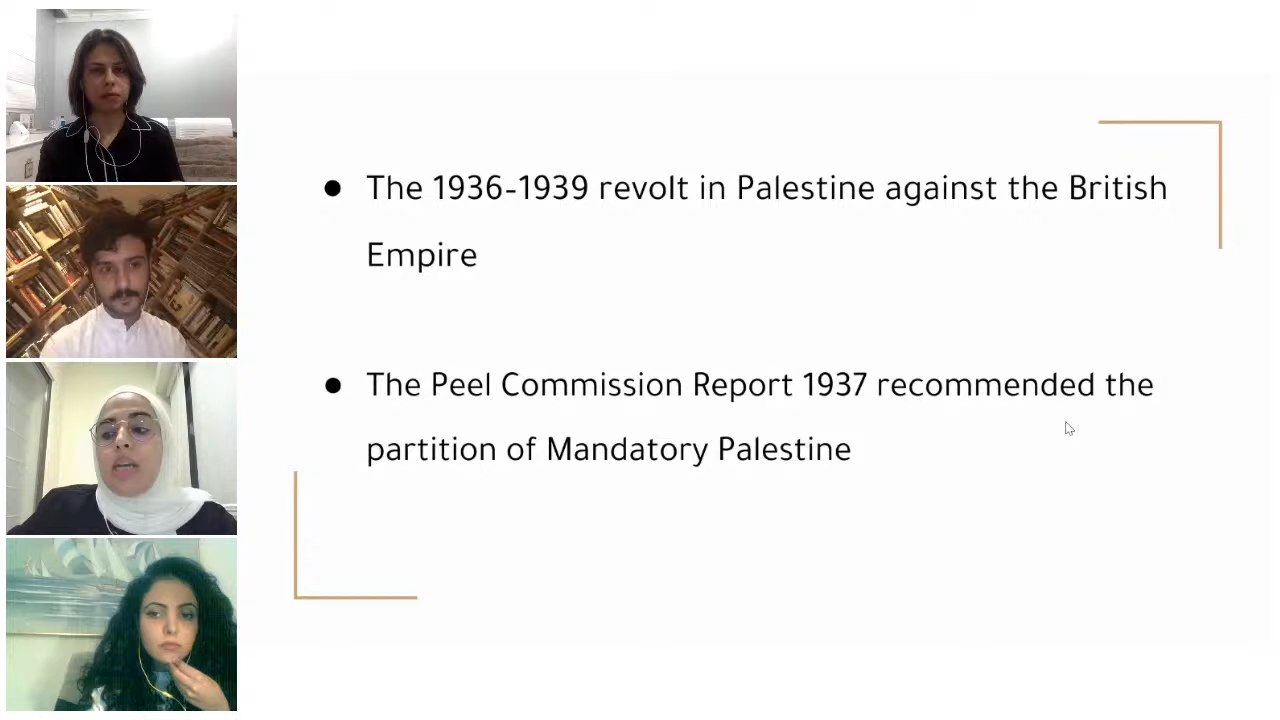 ● The 1936-1939 revolt in Palestine against the British
Empire
● The Peel Commission Report 1937 recommended the
partition of Mandatory Palestine